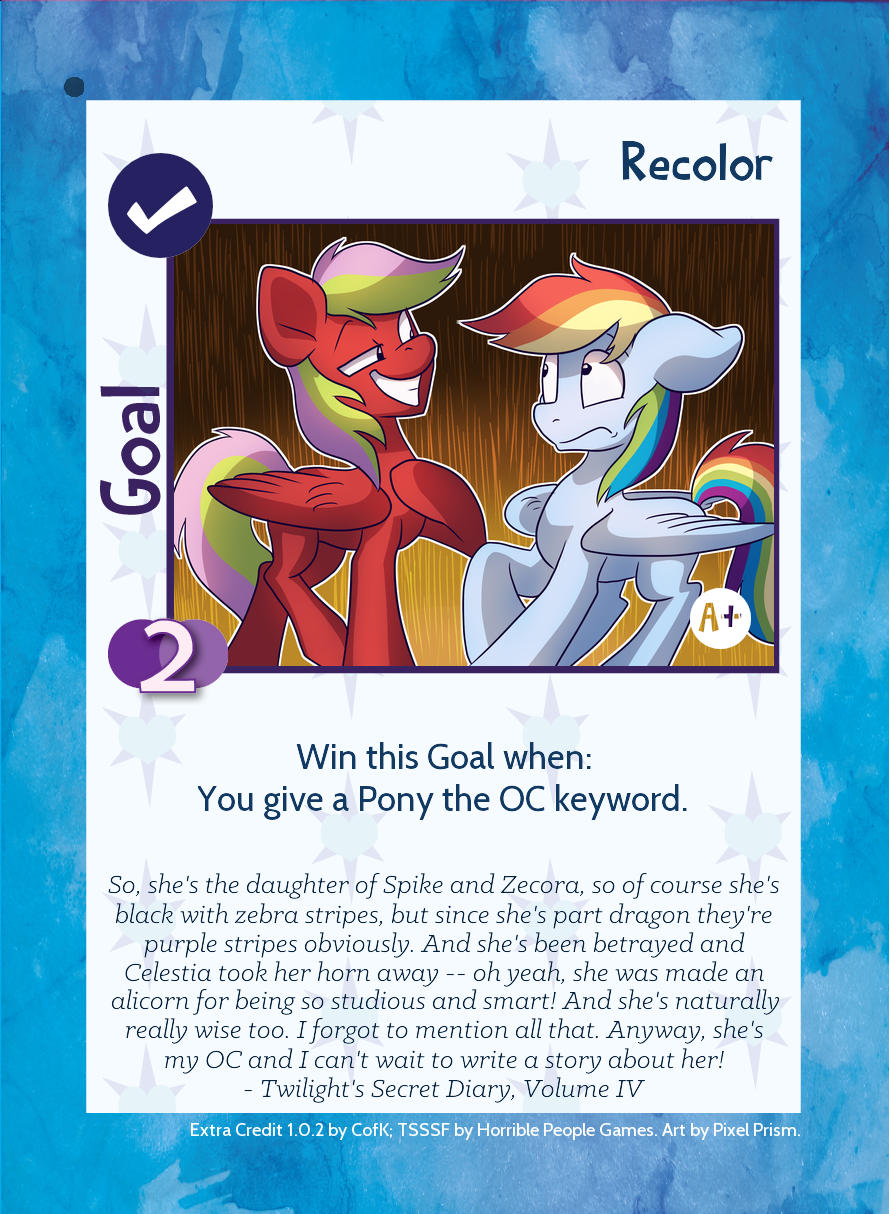 Recolor
Goal
A+
2
Win this Goal when:
You give a Pony the OC keyword.
So, she's the daughter of Spike and Zecora, so of course she's
black with zebra stripes, but since she's part dragon they're
purple stripes obviously. And she's been betrayed and
Celestia took her horn away -- oh yeah, she was made an
alicorn for being so studious and smart! And she's naturally
really wise too. I forgot to mention all that. Anyway, she's
my OC and I can't wait to write a story about her!
- Twilight's Secret Diary, Volume IV
Extra Credit 1.0.2 by CofK; TSSSF by Horrible People Games. Art by Pixel Prism.